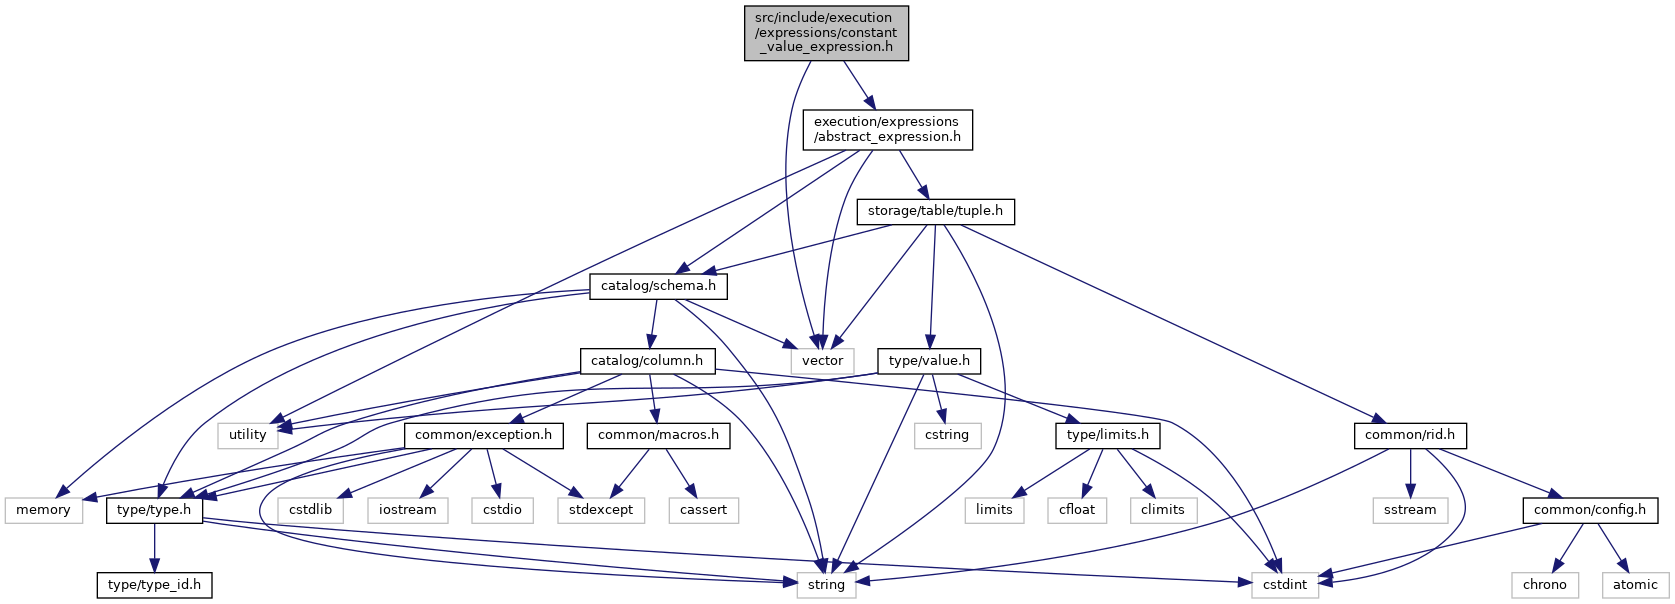 src/include/execution
/expressions/constant
_value_expression.h
execution/expressions
/abstract_expression.h
storage/table/tuple.h
catalog/schema.h
catalog/column.h
vector
type/value.h
utility
common/exception.h
common/macros.h
cstring
type/limits.h
common/rid.h
memory
type/type.h
cstdlib
iostream
cstdio
stdexcept
cassert
limits
cfloat
climits
sstream
common/config.h
type/type_id.h
string
cstdint
chrono
atomic